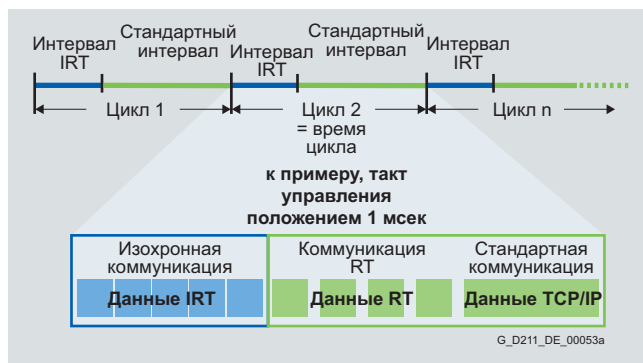 Интервал
IRT
Стандартный
интервал
Интервал
IRT
Стандартный
интервал
Интервал
IRT
Цикл 1
Цикл 2
= время
цикла
Цикл n
к примеру, такт
управления
положением 1 мсек
Изохронная
коммуникация
Коммуникация
RT
Стандартная
коммуникация
Данные IRT
Данные RT
Данные TCP/IP
G_D211_DE_00053a